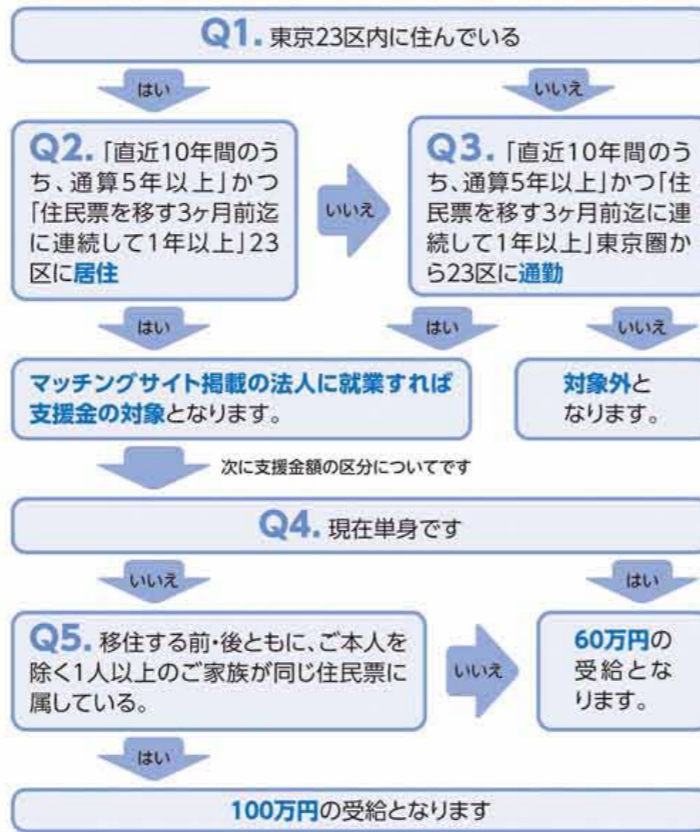 Q1. 東京23区内に住んでいる
はい
いいえ
Q2. 「直近10年間のう
ち、通算5年以上」かつ
「住民票を移す3ヶ月前迄
に連続して1年以上」23
区に居住
いいえ
Q3. 「直近10年間のう
ち、通算5年以上」かつ「住
民票を移す3ヶ月前迄に連
続して1年以上」東京圏か
ら23区に通勤
はい
はい
いいえ
マッチングサイト掲載の法人に就業すれば
支援金の対象となります。
対象外と
なります。
次に支援金額の区分についてです
Q4. 現在単身です
いいえ
はい
Q5. 移住する前・後ともに、ご本人を
除く1人以上のご家族が同じ住民票に
属している。
いいえ
60万円の
受給とな
ります。
はい
100万円の受給となります